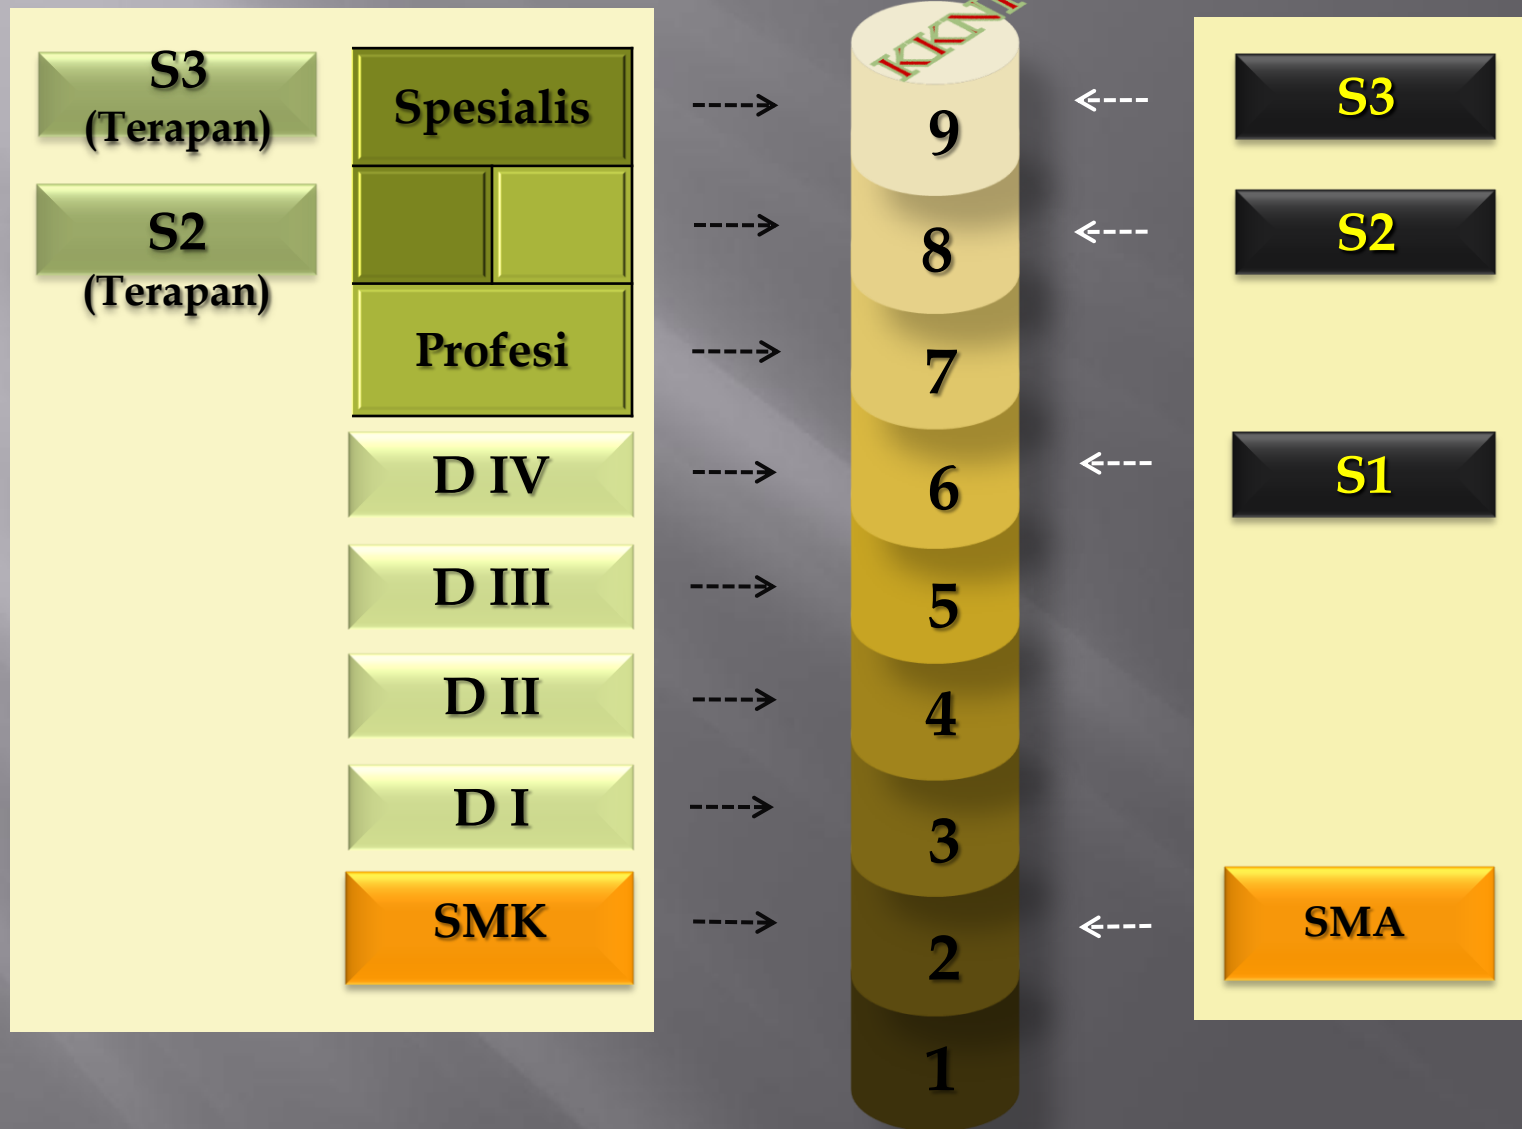 S3
(Terapan)
S2
(Terapan)
Spesialis
Profesi
D IV
D III
D II
D I
SMK
KKNI
9
8
7
6
5
4
3
2
1
S3
S2
S1
SMA